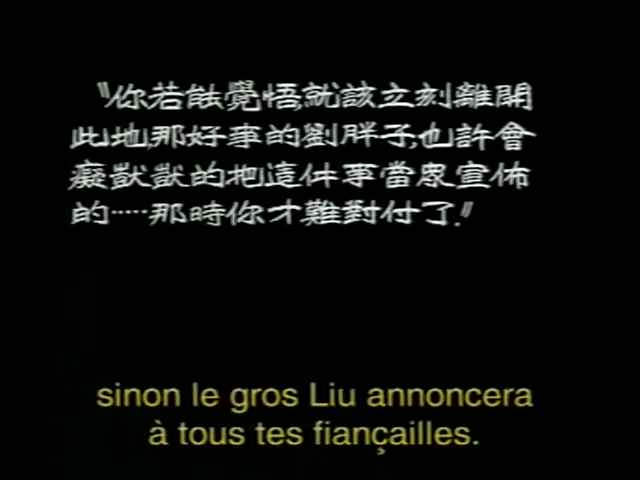 "你若能覺悟,就該立刻離開
此地,那好事的劉胖子,也許會
癡獃獃的把這件事當眾宣佈
的……那時你才難對付了."
sinon le gros Liu annoncera
à tous tes fiançailles.